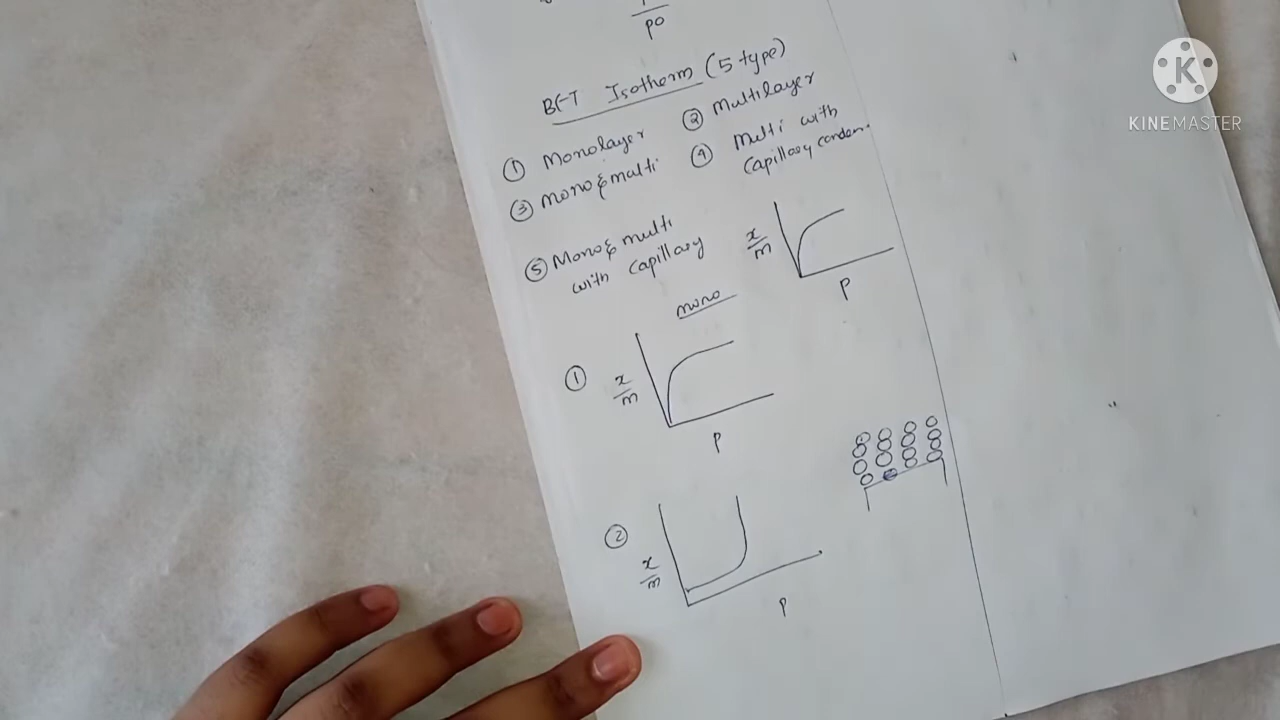 po
BET Isotherm (5 type)
① Monolayer ② Multilayer
③ Mono & multi ④ Multi with
Capillary conden.
⑤ Mono & multi
with Capillary
x/m
P
mono
①
x/m
P
②
x/m
P
KINEMASTER